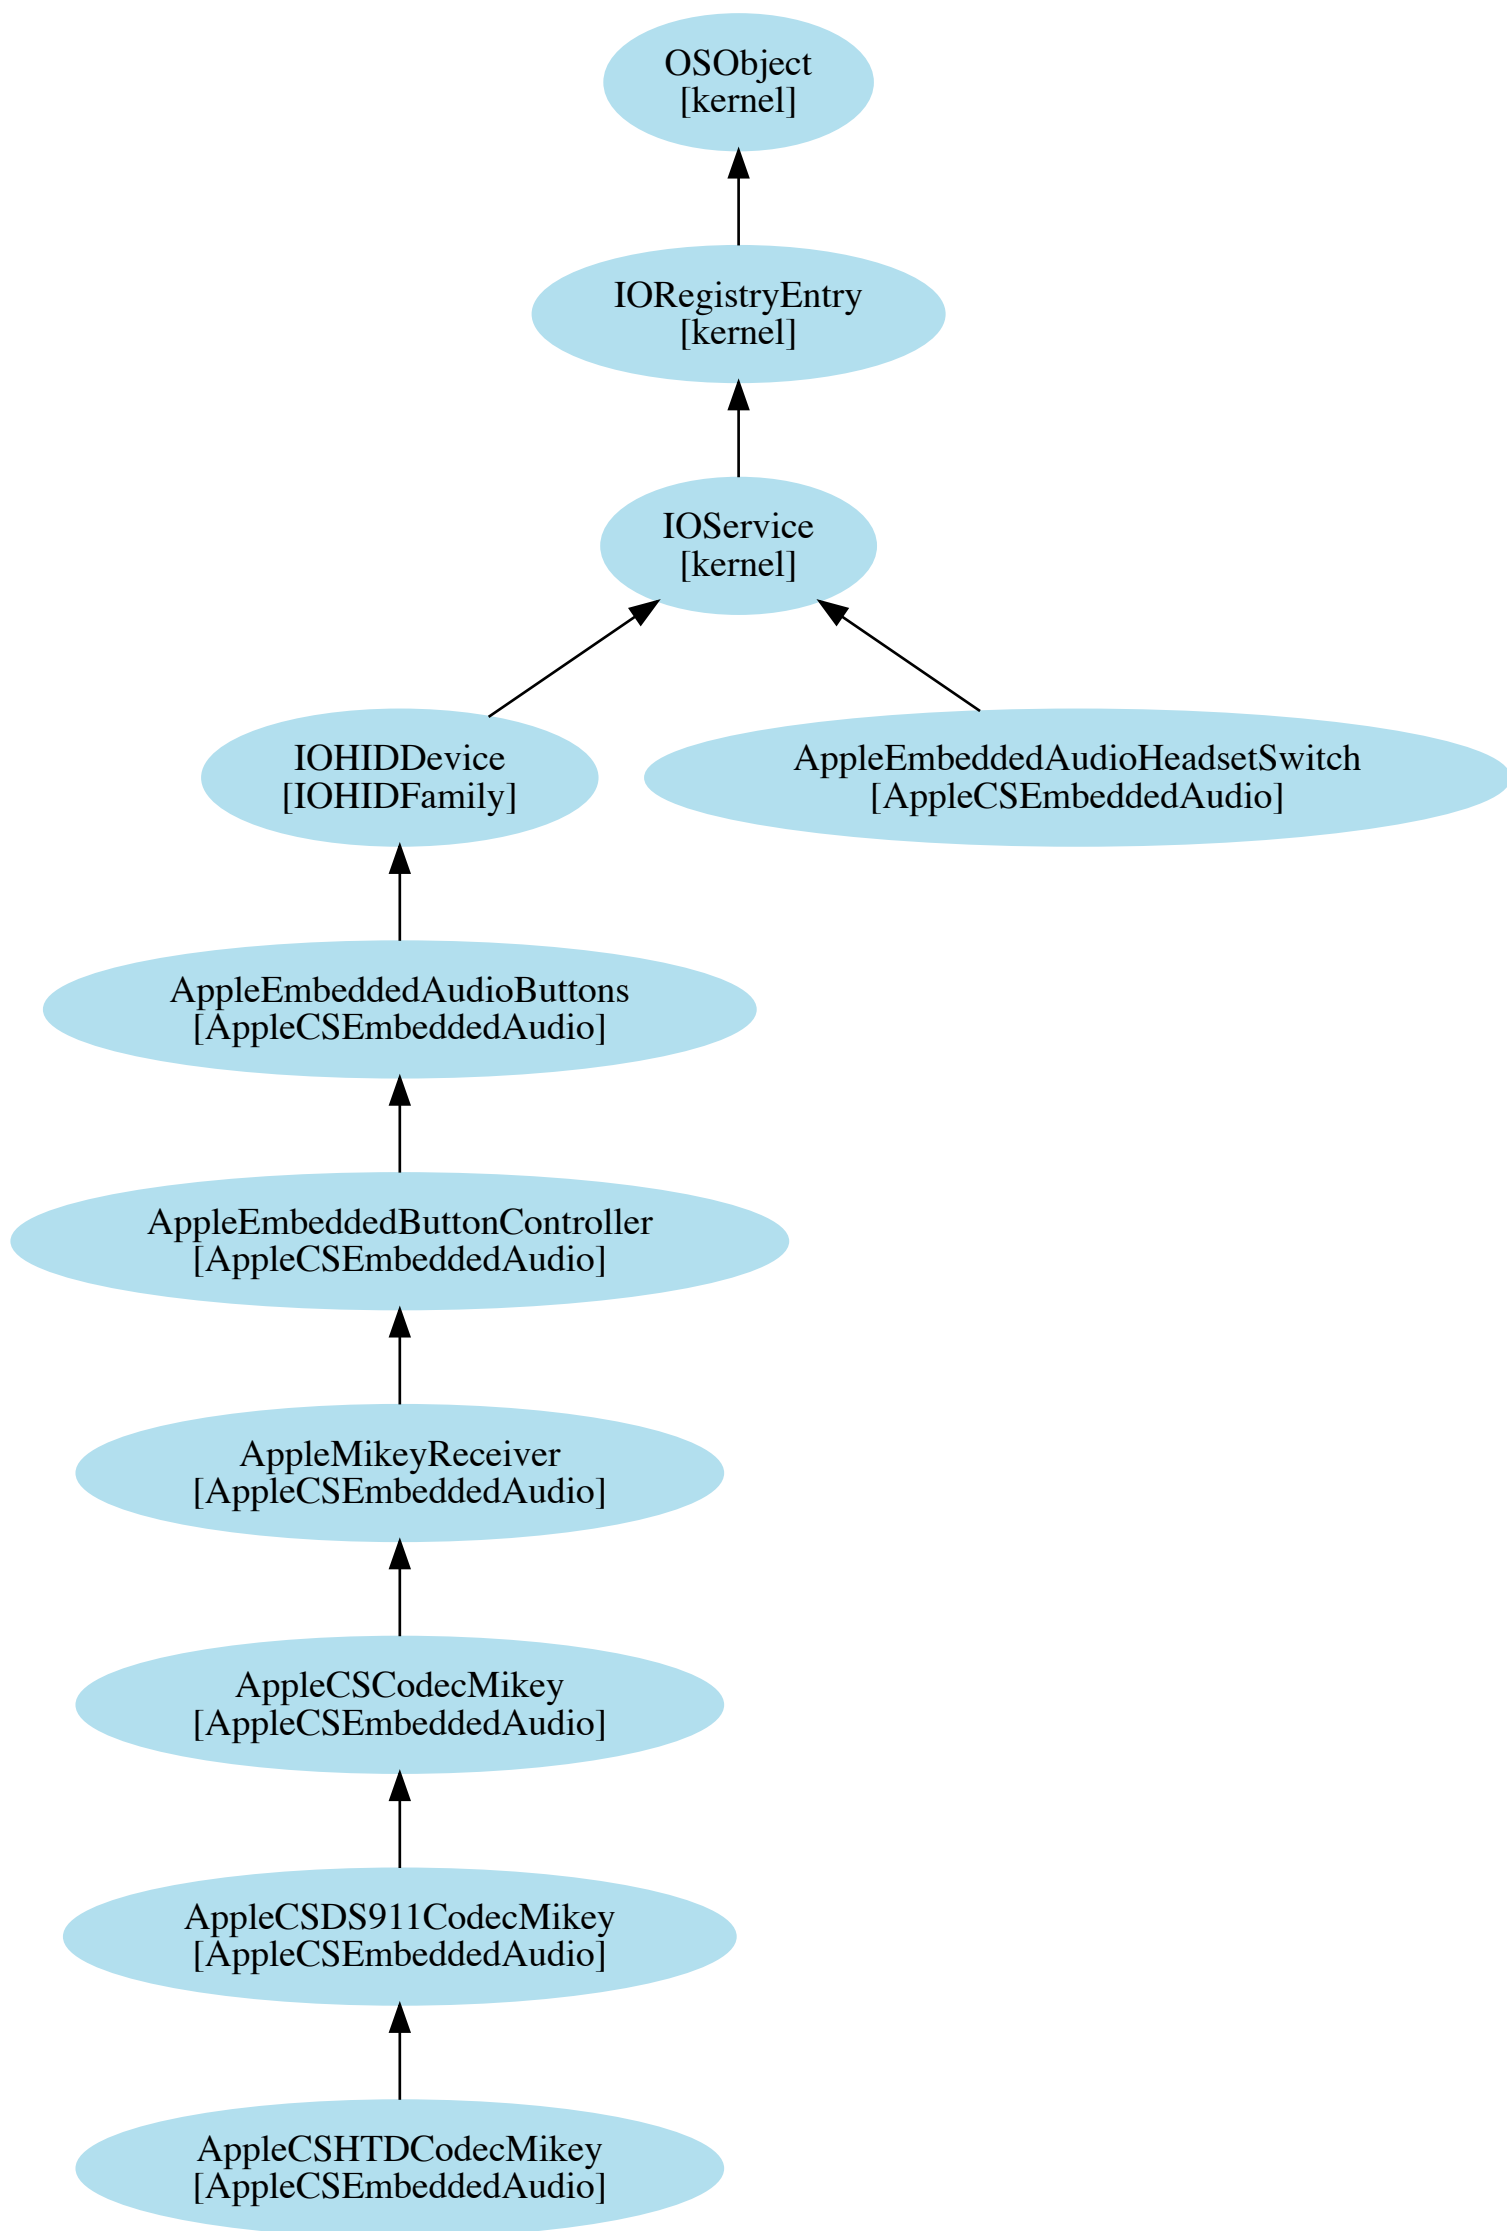 OSObject
[kernel]
IORegistryEntry
[kernel]
IOService
[kernel]
IOHIDDevice
[IOHIDFamily]
AppleEmbeddedAudioHeadsetSwitch
[AppleCSEmbeddedAudio]
AppleEmbeddedAudioButtons
[AppleCSEmbeddedAudio]
AppleEmbeddedButtonController
[AppleCSEmbeddedAudio]
AppleMikeyReceiver
[AppleCSEmbeddedAudio]
AppleCSCodecMikey
[AppleCSEmbeddedAudio]
AppleCSDS911CodecMikey
[AppleCSEmbeddedAudio]
AppleCSHTDCodecMikey
[AppleCSEmbeddedAudio]